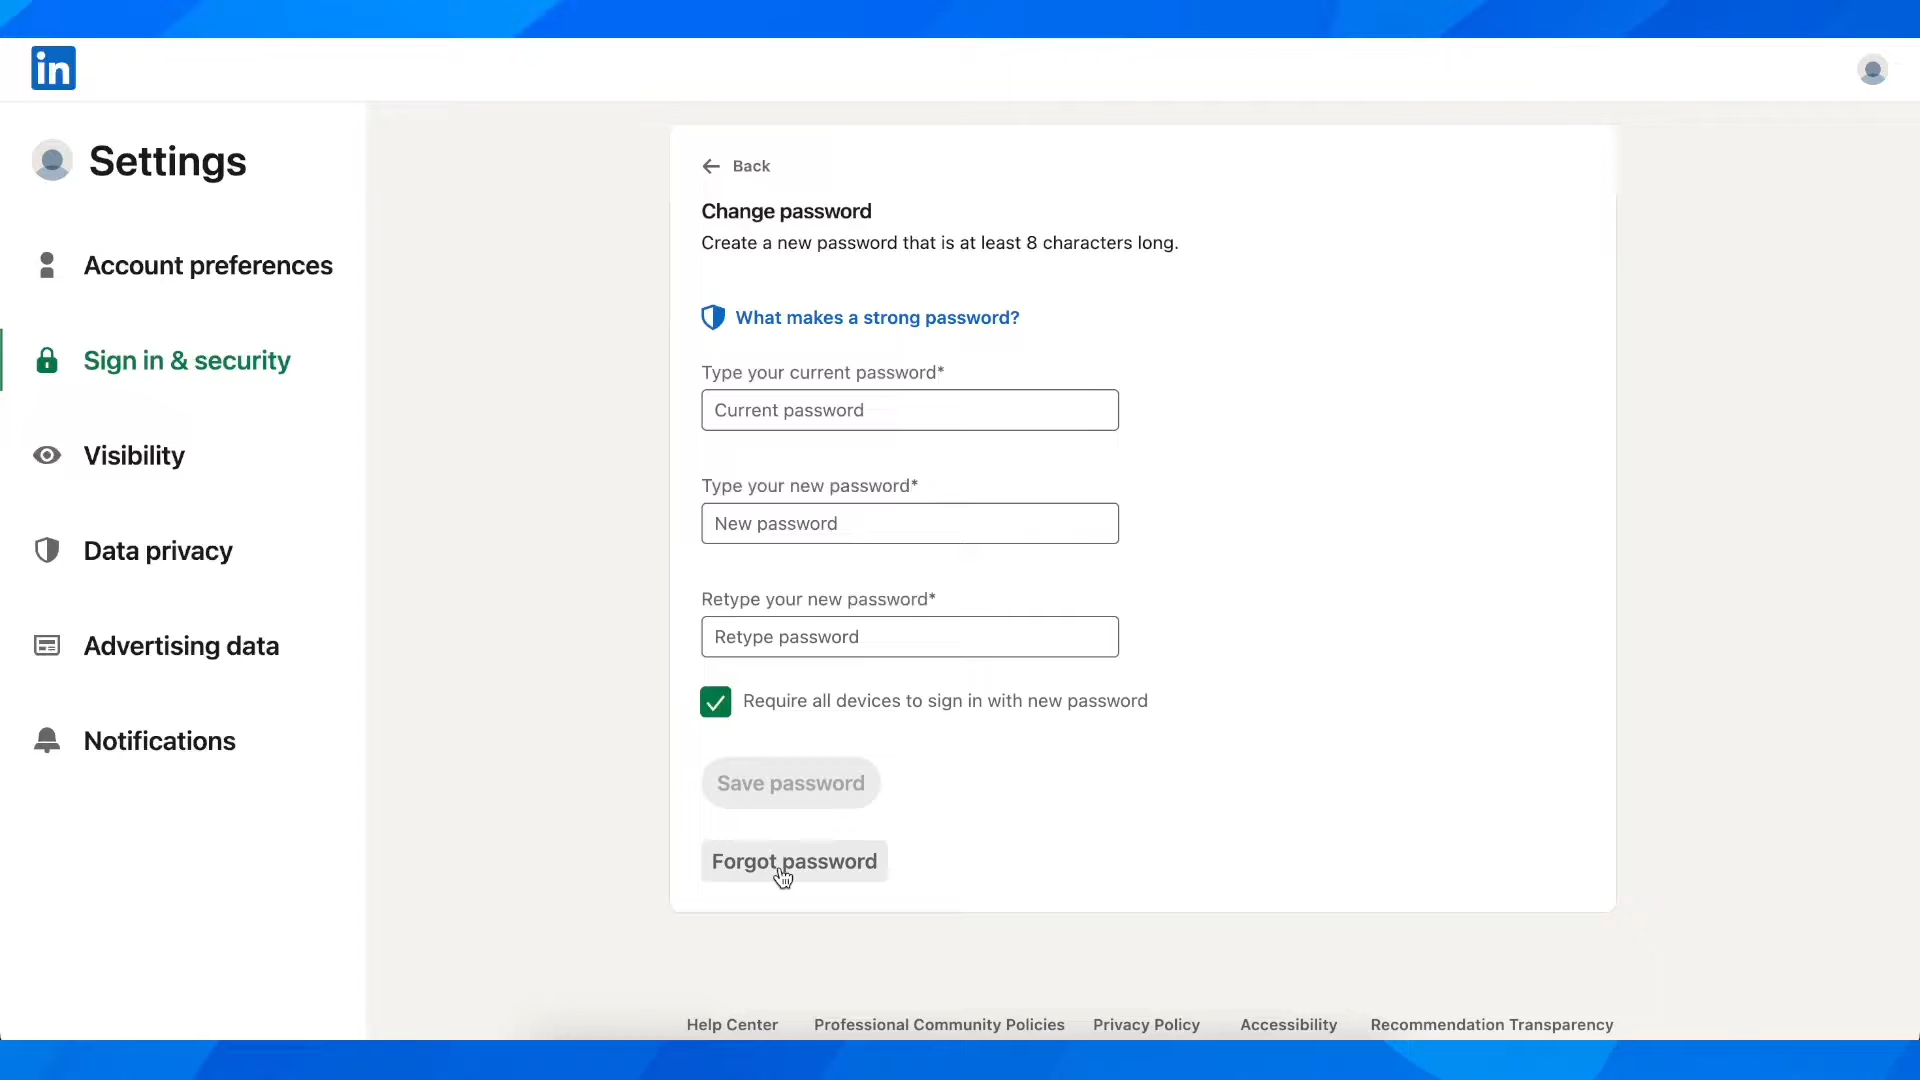 in
Settings
Account preferences
Sign in & security
Visibility
Data privacy
Advertising data
Notifications
Back
Change password
Create a new password that is at least 8 characters long.
What makes a strong password?
Type your current password*
Current password
Type your new password*
New password
Retype your new password*
Retype password
Require all devices to sign in with new password
Save password
Forgot password
Help Center Professional Community Policies Privacy Policy Accessibility Recommendation Transparency